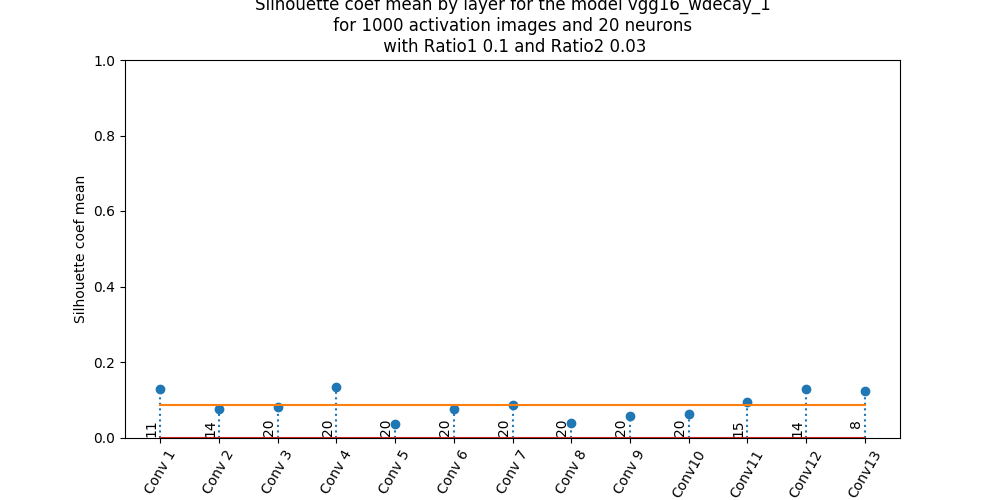 Silhouette coef mean by layer for the model vgg16_wdecay_1
for 1000 activation images and 20 neurons
with Ratio1 0.1 and Ratio2 0.03
1.0
0.8
0.6
0.4
0.2
0.0
Silhouette coef mean
11
14
20
20
20
20
20
20
20
20
15
14
8
Conv 1
Conv 2
Conv 3
Conv 4
Conv 5
Conv 6
Conv 7
Conv 8
Conv 9
Conv10
Conv11
Conv12
Conv13